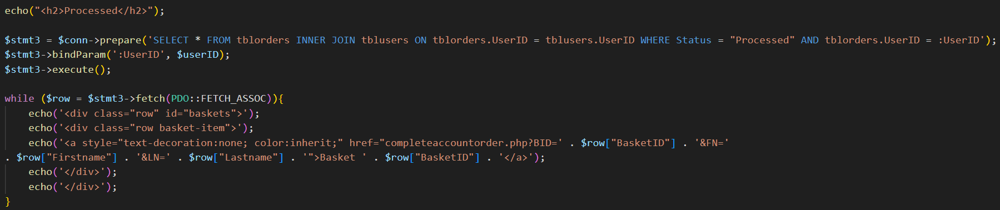 echo("<h2>Processed</h2>");
$stmt3 = $conn->prepare('SELECT * FROM tblorders INNER JOIN tblusers ON tblorders.UserID = tblusers.UserID WHERE Status = "Processed" AND tblorders.UserID = :UserID');
$stmt3->bindParam(':UserID', $userID);
$stmt3->execute();
while ($row = $stmt3->fetch(PDO::FETCH_ASSOC)){
    echo('<div class="row" id="baskets">');
    echo('<div class="row basket-item">');
    echo('<a style="text-decoration:none; color:inherit;" href="completeaccountorder.php?BID=' . $row["BasketID"] . '&FN='
. $row["Firstname"] . '&LN=' . $row["Lastname"] . '">Basket ' . $row["BasketID"] . '</a>');
    echo('</div>');
    echo('</div>');
}